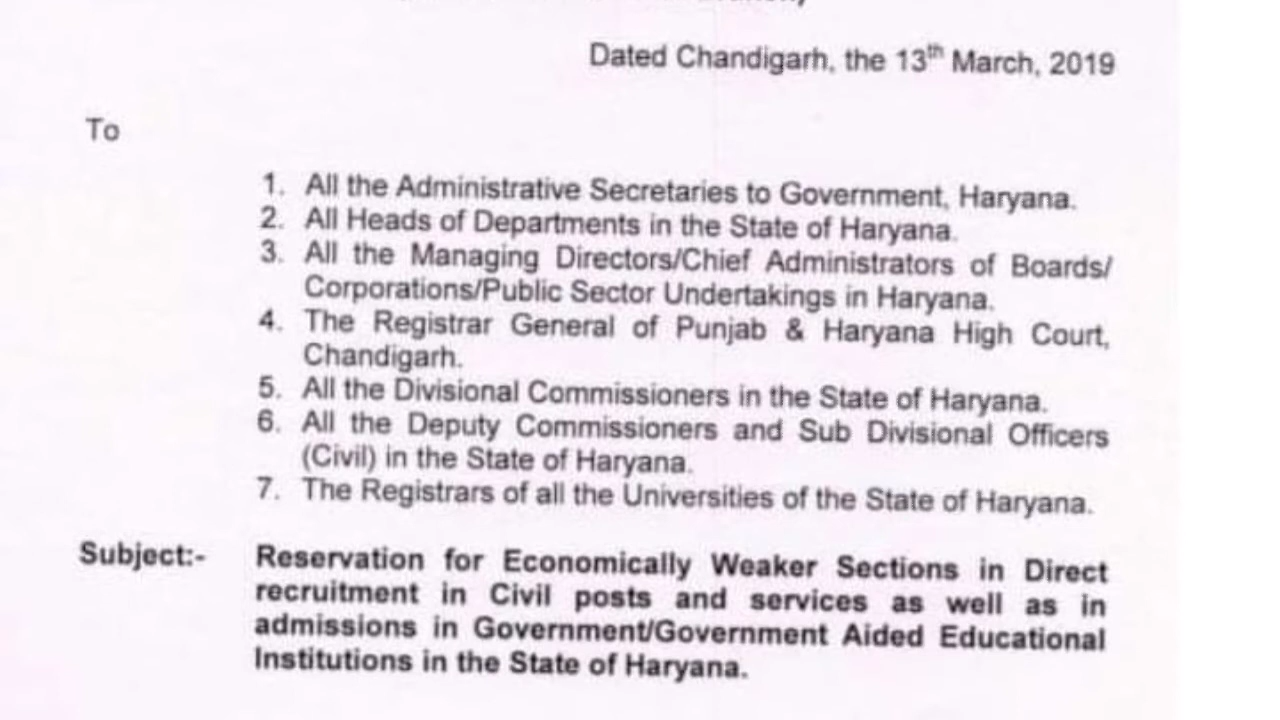 Dated Chandigarh, the 13th March, 2019
To
1. All the Administrative Secretaries to Government, Haryana.
2. All Heads of Departments in the State of Haryana.
3. All the Managing Directors/Chief Administrators of Boards/
Corporations/Public Sector Undertakings in Haryana.
4. The Registrar General of Punjab & Haryana High Court,
Chandigarh.
5. All the Divisional Commissioners in the State of Haryana.
6. All the Deputy Commissioners and Sub Divisional Officers
(Civil) in the State of Haryana.
7. The Registrars of all the Universities of the State of Haryana.
Subject:- Reservation for Economically Weaker Sections in Direct
recruitment in Civil posts and services as well as in
admissions in Government/Government Aided Educational
Institutions in the State of Haryana.